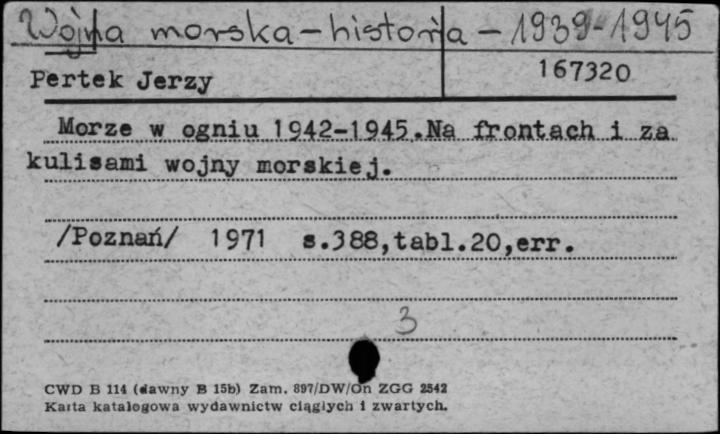 Wojna morska – historia – 1939-1945
Pertek Jerzy 167320
Morze w ogniu 1942-1945.Na frontach i za
kulisami wojny morskiej.
/Poznań/ 1971 s.388,tabl.20,err.
3
CWD B 114 (dawny B 15b) Zam. 897/DW/On ZGG 2542
Karta katalogowa wydawnictw ciągłych i zwartych.